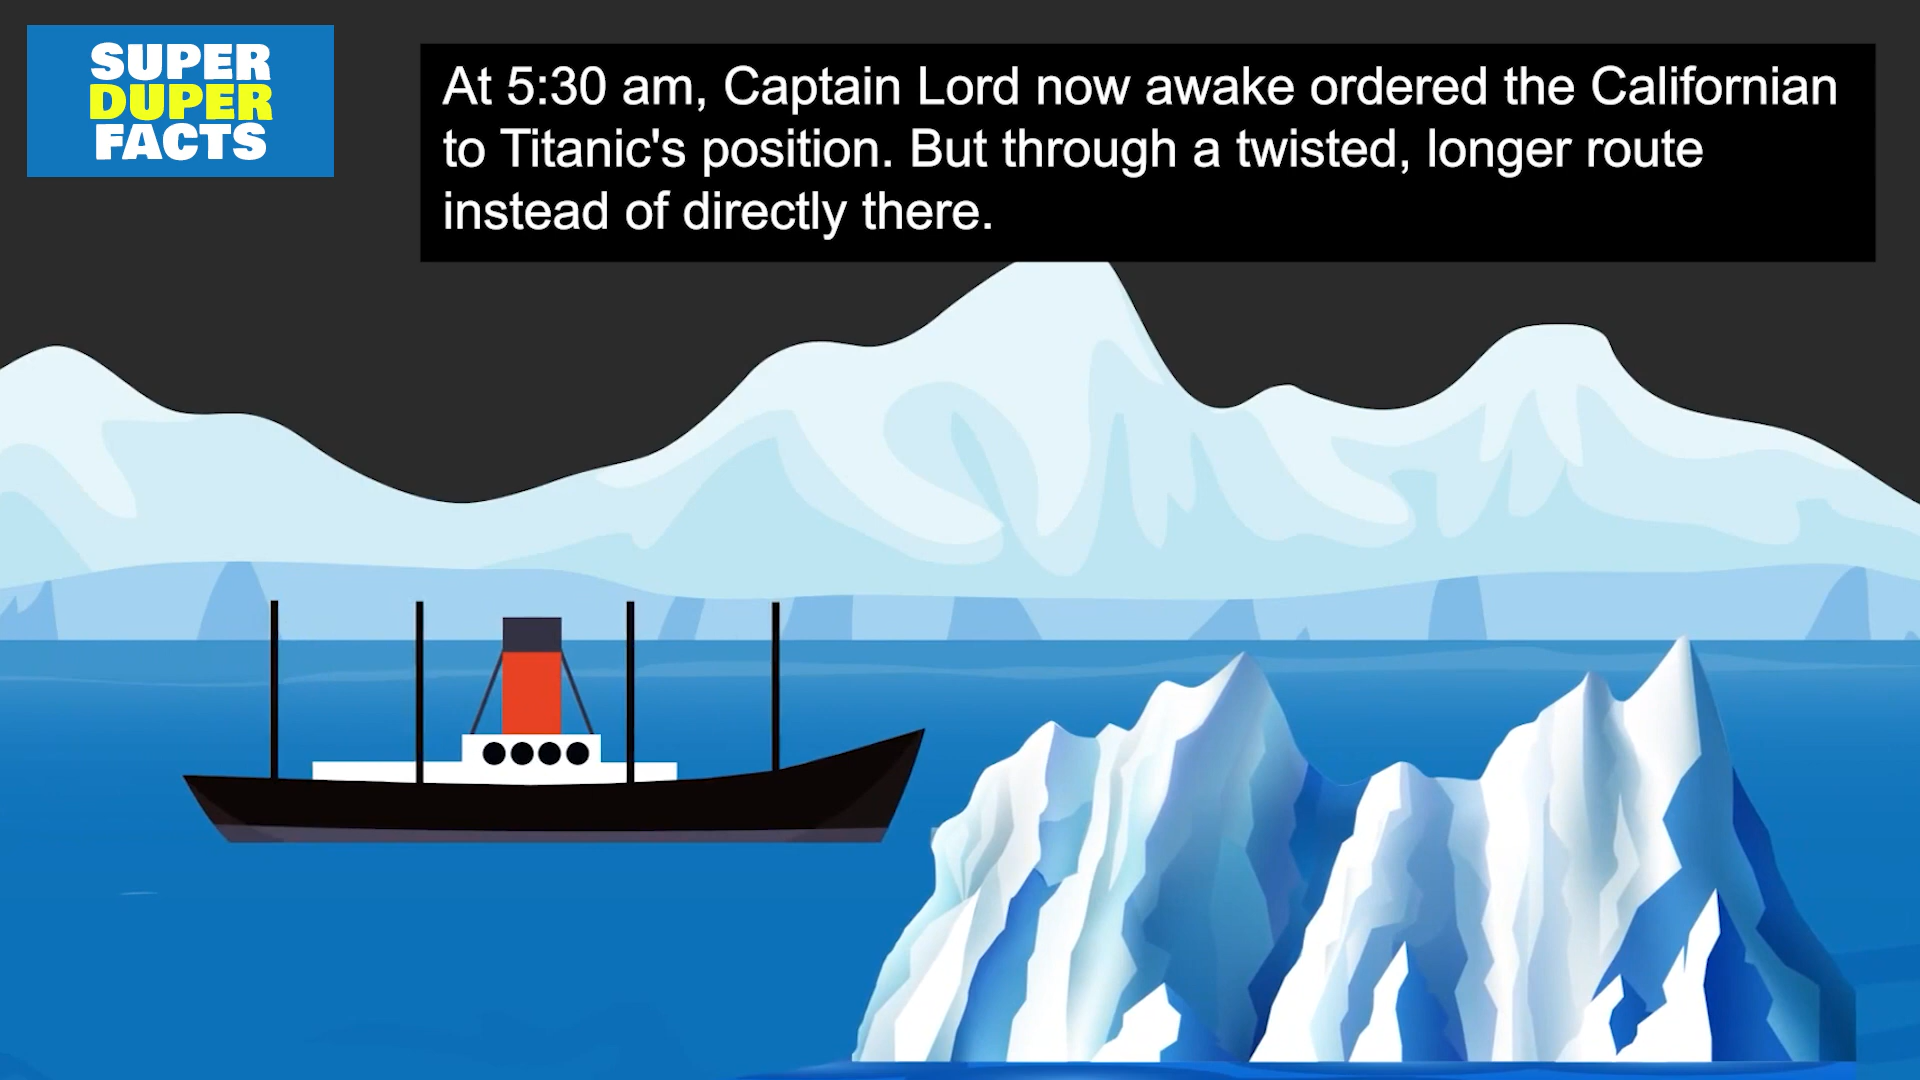 SUPER
DUPER
FACTS
At 5:30 am, Captain Lord now awake ordered the Californian
to Titanic's position. But through a twisted, longer route
instead of directly there.